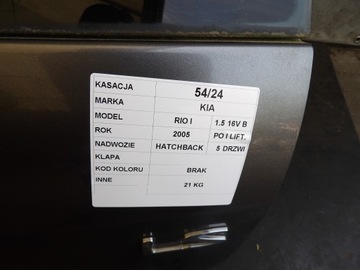 KASACJA 54/24
MARKA KIA
MODEL RIO I 1.5 16V B
ROK 2005 PO I LIFT.
NADWOZIE HATCHBACK 5 DRZWI
KLAPA
KOD KOLORU BRAK
INNE 21 KG